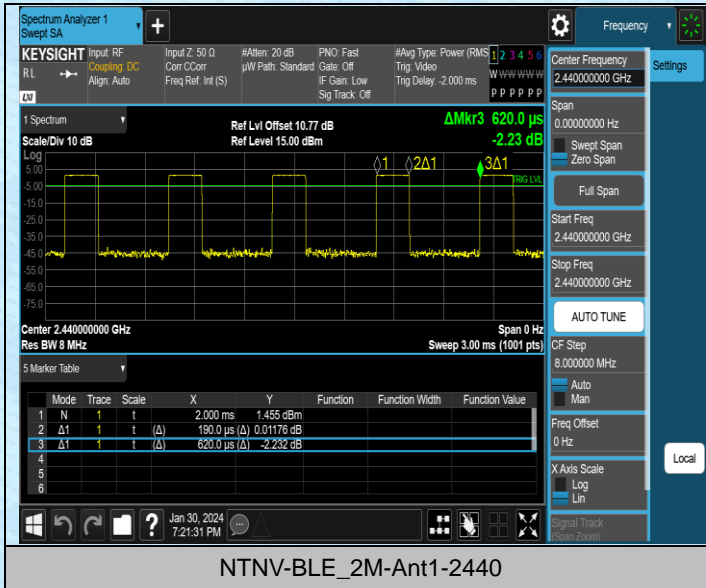 Spectrum Analyzer 1
Swept SA
+
Frequency
KEYSIGHT
RL
LXI
Input: RF
Coupling: DC
Align: Auto
Input Z: 50 Ω
Corr CCorr
Freq Ref: Int (S)
#Atten: 20 dB
µW Path: Standard
PNO: Fast
Gate: Off
IF Gain: Low
Sig Track: Off
#Avg Type: Power (RMS
Trig: Video
Trig Delay: -2.000 ms
1 2 3 4 5 6
W W W W W W
P P P P P P
Center Frequency
2.440000000 GHz
Settings
Span
0.00000000 Hz
Swept Span
Zero Span
Full Span
Start Freq
2.440000000 GHz
Stop Freq
2.440000000 GHz
AUTO TUNE
CF Step
8.000000 MHz
Auto
Man
Freq Offset
0 Hz
X Axis Scale
Log
Lin
Signal Track
(Span Zoom)
Local
1 Spectrum
Scale/Div 10 dB
Log
Ref Lvl Offset 10.77 dB
Ref Level 15.00 dBm
ΔMkr3 620.0 µs
-2.23 dB
1
2Δ1
3Δ1
TRIG LVL
5.00
-5.00
-15.0
-25.0
-35.0
-45.0
-55.0
-65.0
-75.0
Center 2.440000000 GHz
Res BW 8 MHz
Span 0 Hz
Sweep 3.00 ms (1001 pts)
5 Marker Table
Mode Trace Scale X Y Function Function Width Function Value
1 N 1 t 2.000 ms 1.455 dBm
2 Δ1 1 t (Δ) 190.0 µs (Δ) 0.01176 dB
3 Δ1 1 t (Δ) 620.0 µs (Δ) -2.232 dB
4
5
6
?
Jan 30, 2024
7:21:31 PM
NTNV-BLE_2M-Ant1-2440